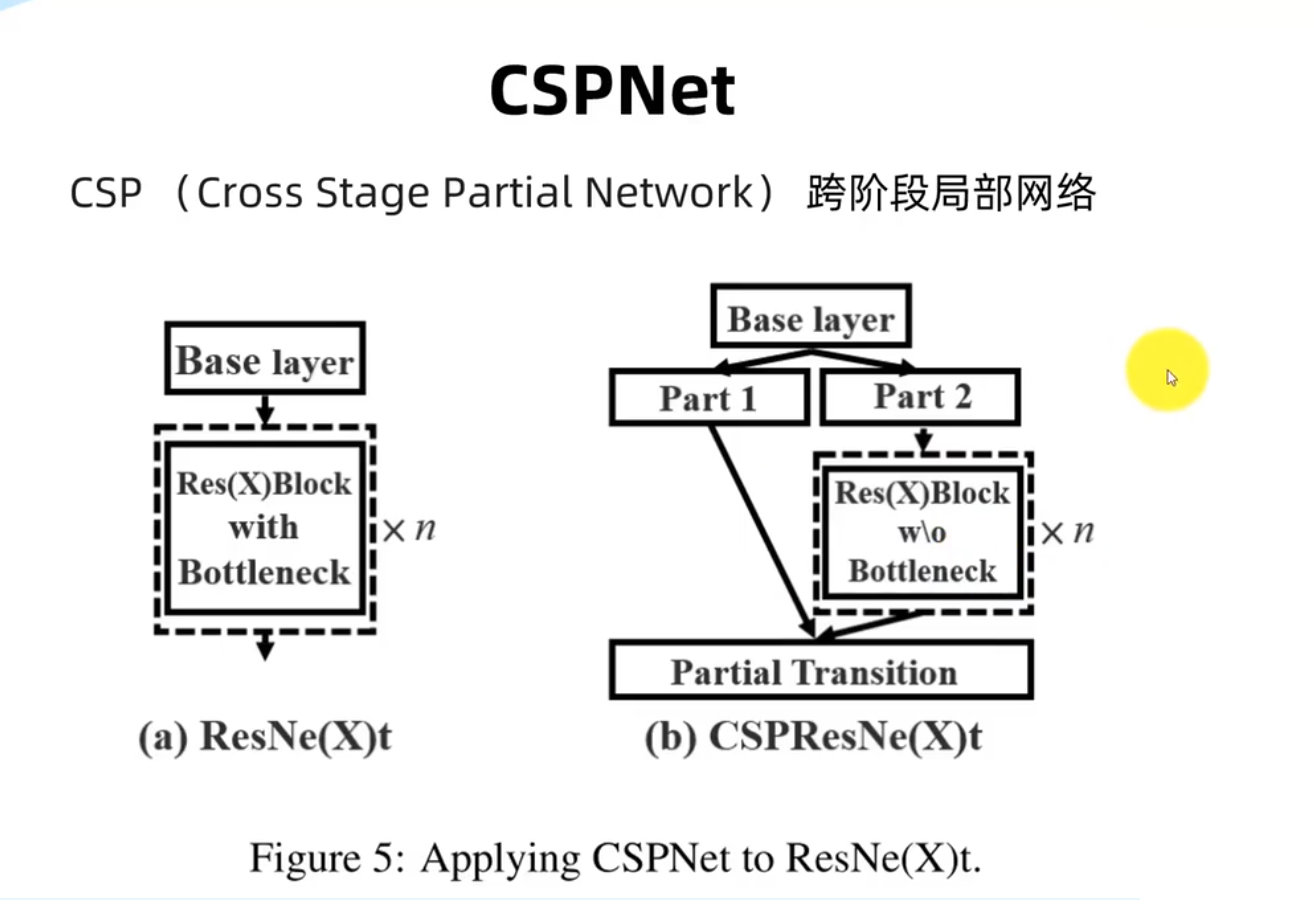 CSPNet
CSP （Cross Stage Partial Network） 跨阶段局部网络
Base layer
Res(X)Block
with
Bottleneck
× n
(a) ResNe(X)t
Base layer
Part 1
Part 2
Res(X)Block
w\o
Bottleneck
× n
Partial Transition
(b) CSPResNe(X)t
Figure 5: Applying CSPNet to ResNe(X)t.